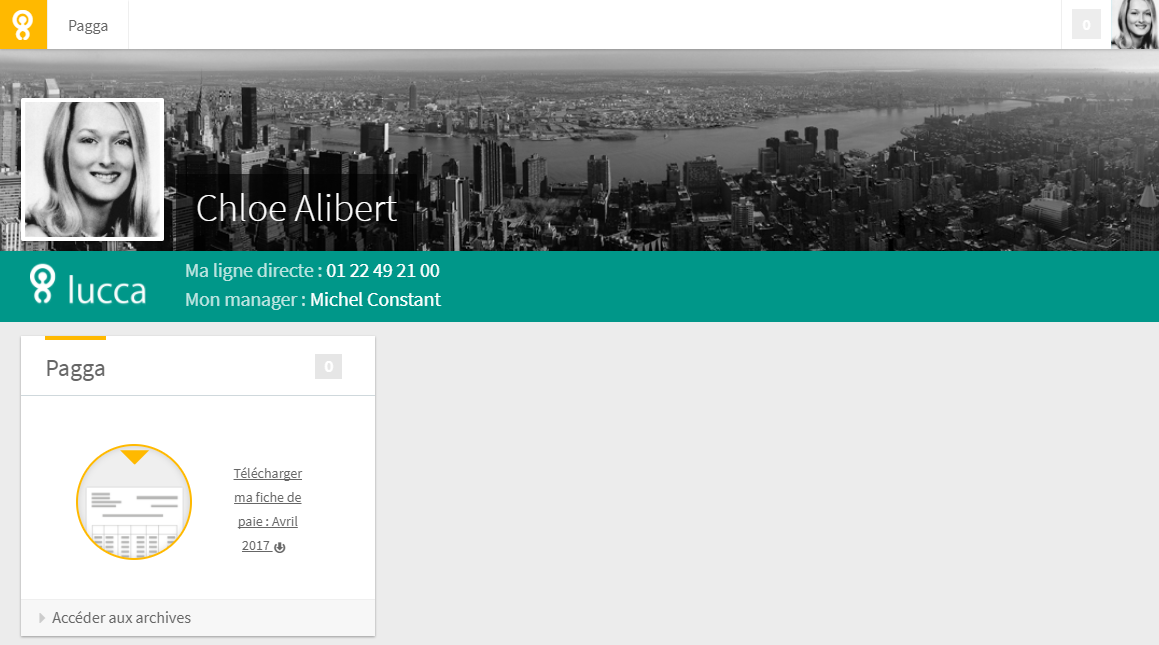 Pagga
0
Chloe Alibert
lucca
Ma ligne directe : 01 22 49 21 00
Mon manager : Michel Constant
Pagga
0
Télécharger
ma fiche de
paie : Avril
2017
Accéder aux archives